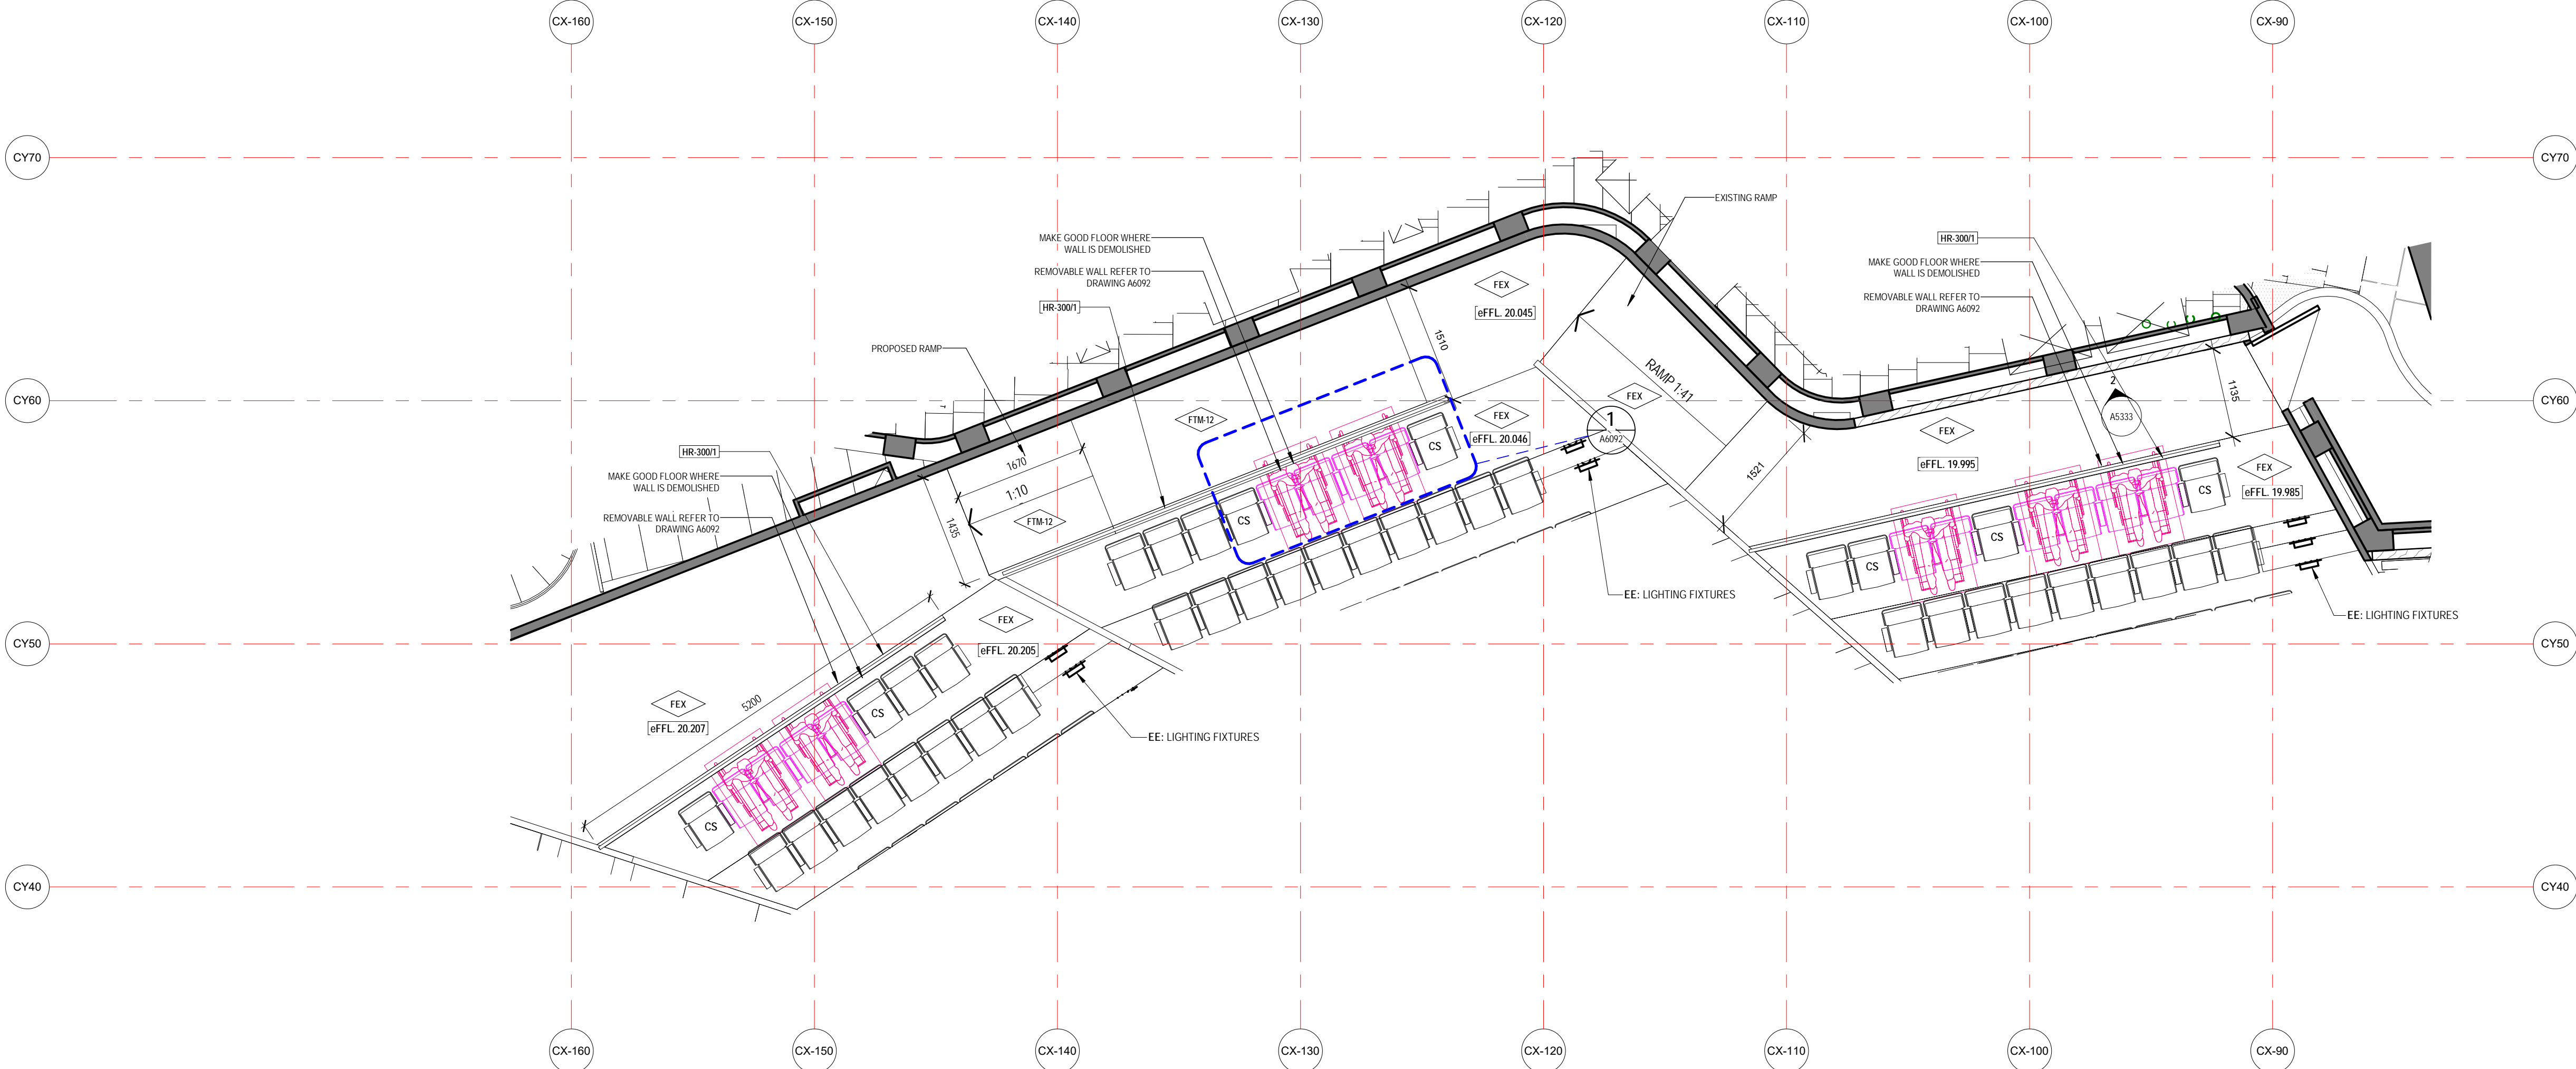 CX-160
CX-150
CX-140
CX-130
CX-120
CX-110
CX-100
CX-90
CY70
CY70
EXISTING RAMP
MAKE GOOD FLOOR WHERE
WALL IS DEMOLISHED
REMOVABLE WALL REFER TO
DRAWING A6092
HR-300/1
HR-300/1
MAKE GOOD FLOOR WHERE
WALL IS DEMOLISHED
REMOVABLE WALL REFER TO
DRAWING A6092
FEX
eFFL. 20.045
1510
PROPOSED RAMP
RAMP 1:41
2
A5333
1135
CY60
CY60
FTM-12
FEX
eFFL. 20.046
FEX
1
A6092
FEX
eFFL. 19.995
FEX
eFFL. 19.985
HR-300/1
MAKE GOOD FLOOR WHERE
WALL IS DEMOLISHED
REMOVABLE WALL REFER TO
DRAWING A6092
1670
1:10
1435
FTM-12
CS
CS
1521
CS
CS
CS
EE: LIGHTING FIXTURES
EE: LIGHTING FIXTURES
CY50
CY50
FEX
eFFL. 20.205
FEX
eFFL. 20.207
5200
CS
CS
EE: LIGHTING FIXTURES
CY40
CY40
CX-160
CX-150
CX-140
CX-130
CX-120
CX-110
CX-100
CX-90